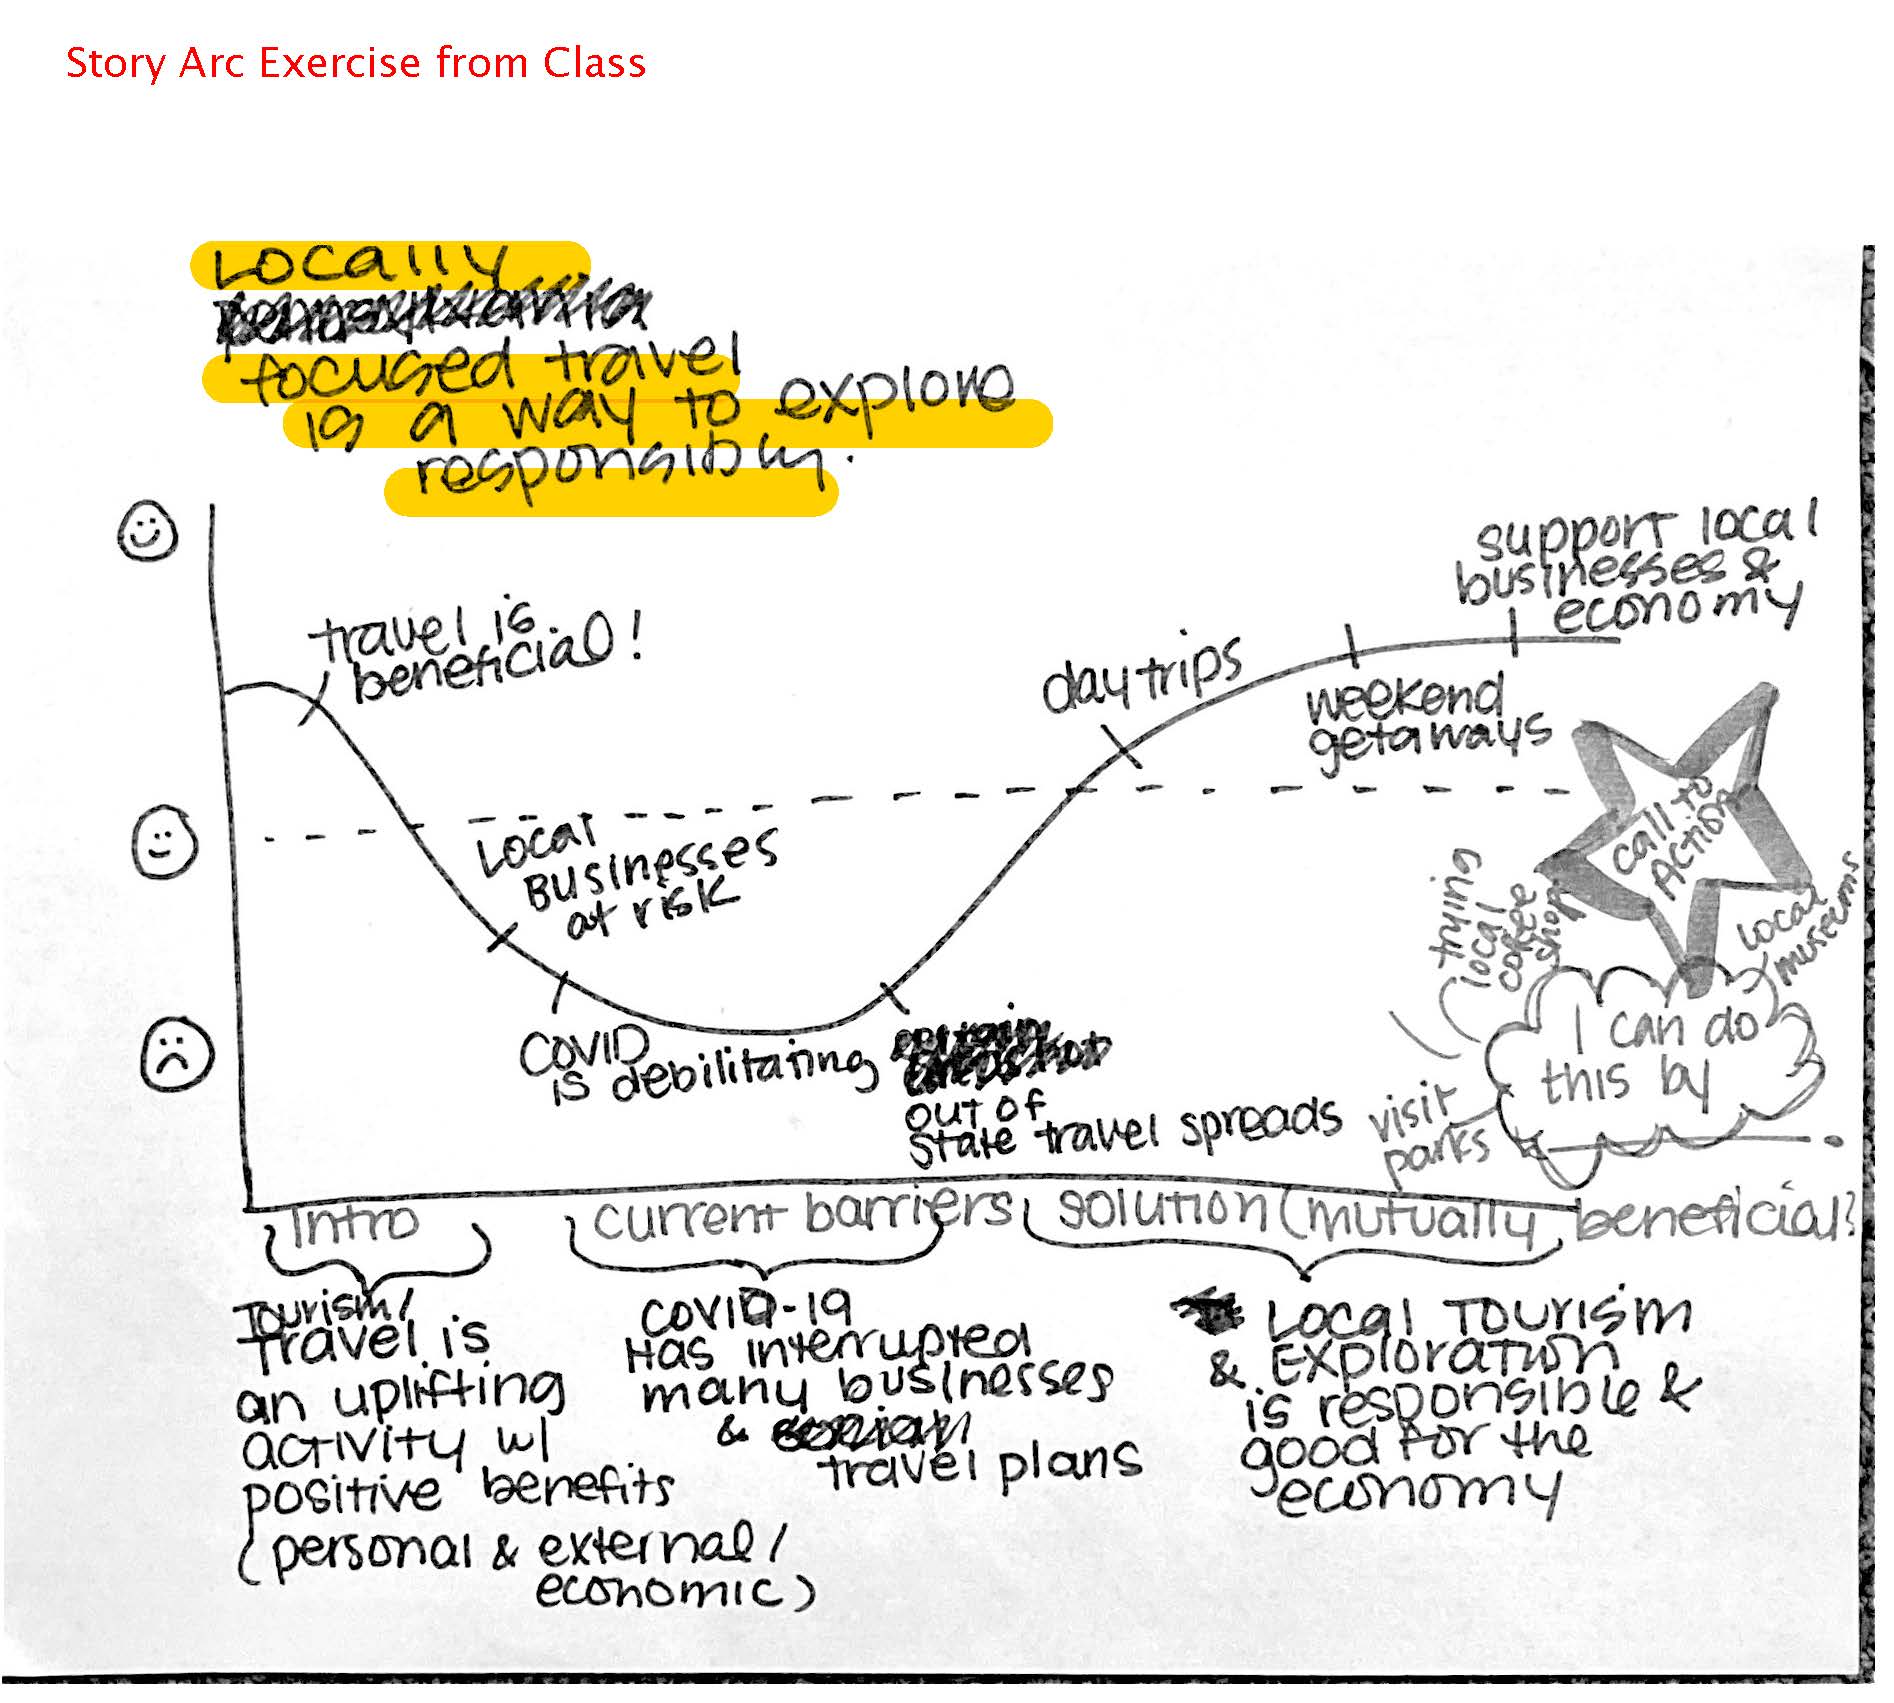 Story Arc Exercise from Class
Locally
focused travel
is a way to explore
responsibly.
travel is
beneficial!
Local
Businesses
at risk
COVID
is debilitating
out of
state travel spreads
day trips
weekend
getaways
support local
businesses &
economy
call to
Action
trying
local
coffee
shop
Local
museums
I can do
this by
visit
parks
Intro
current barriers
solution (mutually beneficial)
Tourism/
Travel is
an uplifting
activity w/
positive benefits
(personal & external/
economic)
COVID-19
Has interrupted
many businesses
&
travel plans
Local Tourism
& Exploration
is responsible &
good for the
economy